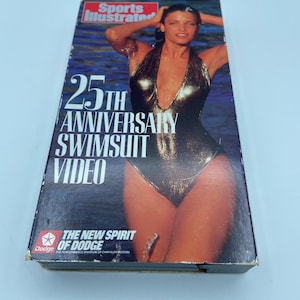 Sports
Illustrated
25TH
ANNIVERSARY
SWIMSUIT
VIDEO
Dodge
THE NEW SPIRIT
OF DODGE